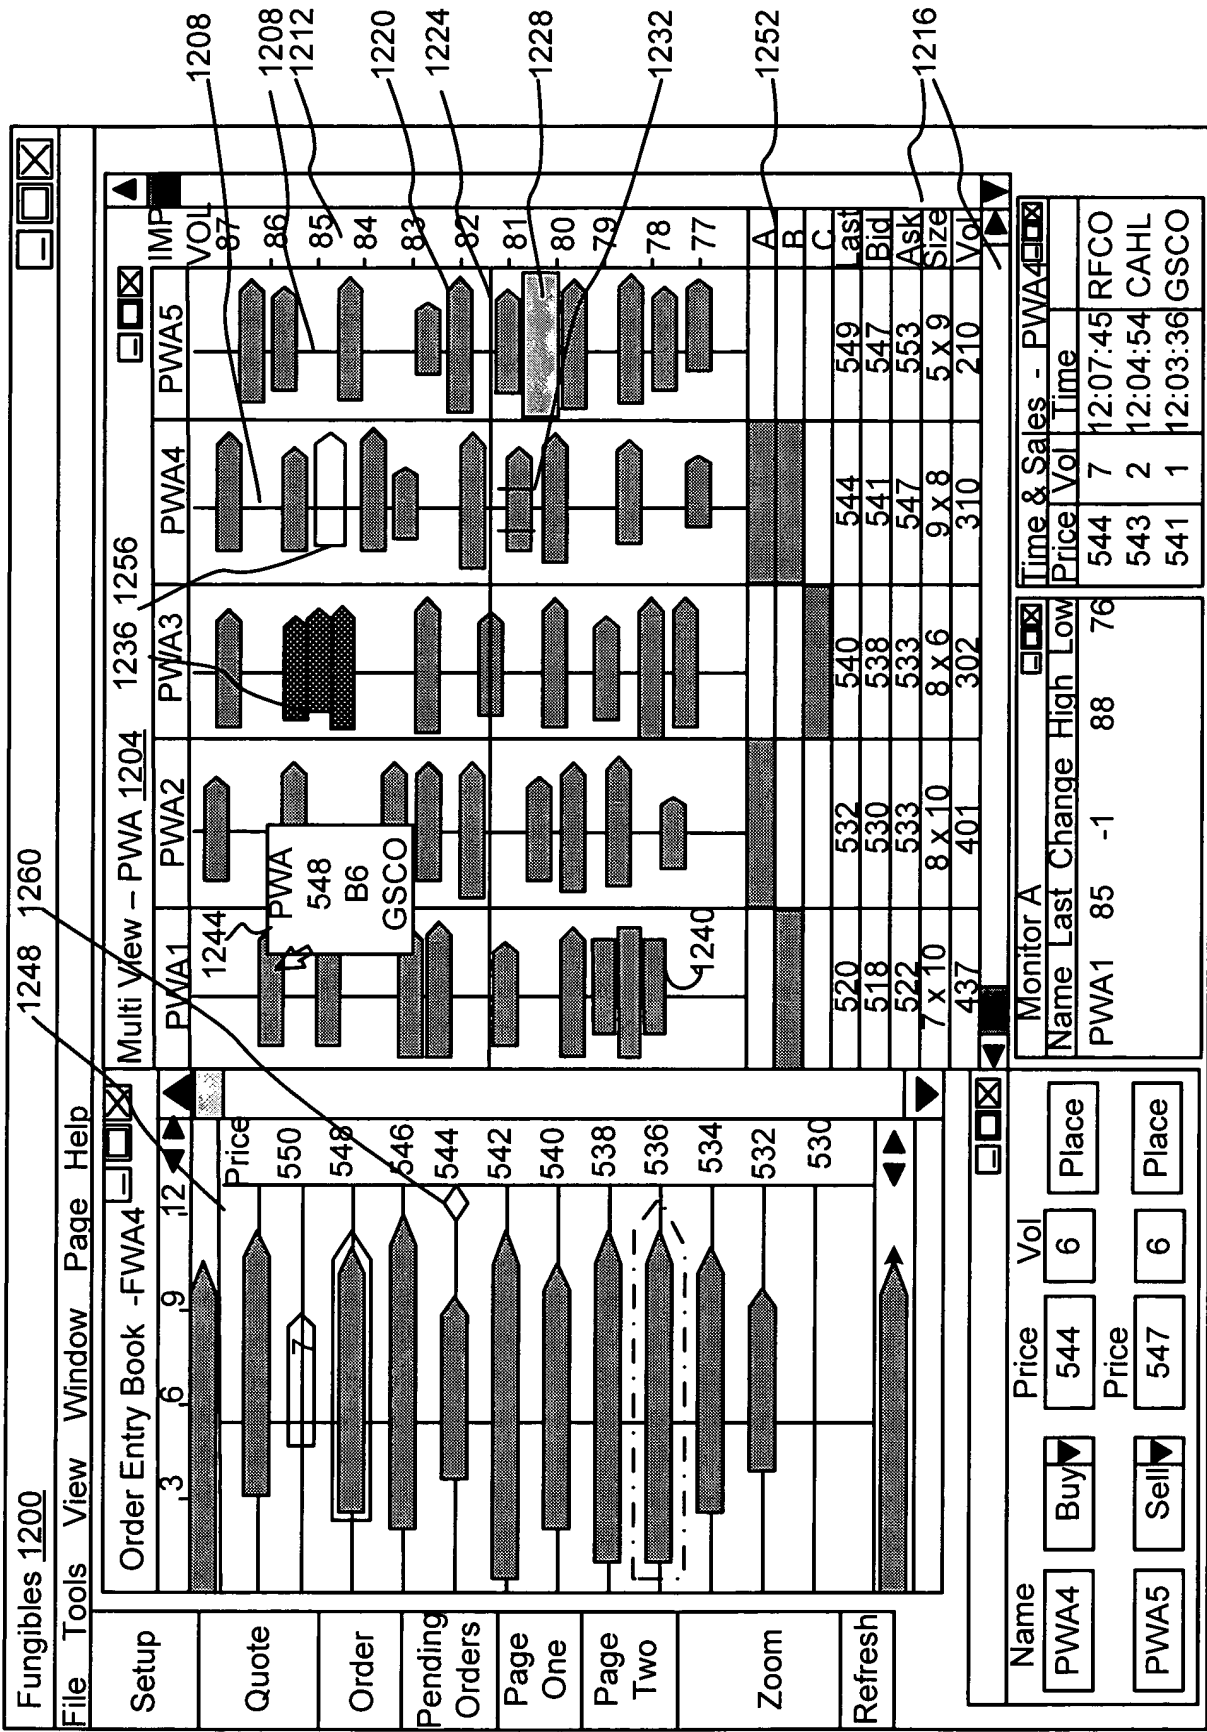 Fungibles 1200
File Tools View Window Page Help
Setup
Quote
Order
Pending
Orders
Page
One
Page
Two
Zoom
Refresh
1248
1260
Order Entry Book -FWA4
3 6 9 12
Price
550
548
546
544
542
540
538
536
534
532
530
7
Multi View – PWA 1204
1236
1256
PWA1 PWA2 PWA3 PWA4 PWA5
IMP
VOL
87
86
85
84
83
82
81
80
79
78
77
1244
PWA
548
B6
GSCO
1240
A
B
C
520 532 540 544 549 Last
518 530 538 541 547 Bid
522 533 533 547 553 Ask
7 x 10 8 x 10 8 x 6 9 x 8 5 x 9 Size
437 401 302 310 210 Vol
1208
1208
1212
1220
1224
1228
1232
1252
1216
Name Price Vol
PWA4 Buy 544 6 Place
Price
PWA5 Sell 547 6 Place
Monitor A
Name Last Change High Low
PWA1 85 -1 88 76
Time & Sales - PWA4
Price Vol Time
544 7 12:07:45 RFCO
543 2 12:04:54 CAHL
541 1 12:03:36 GSCO